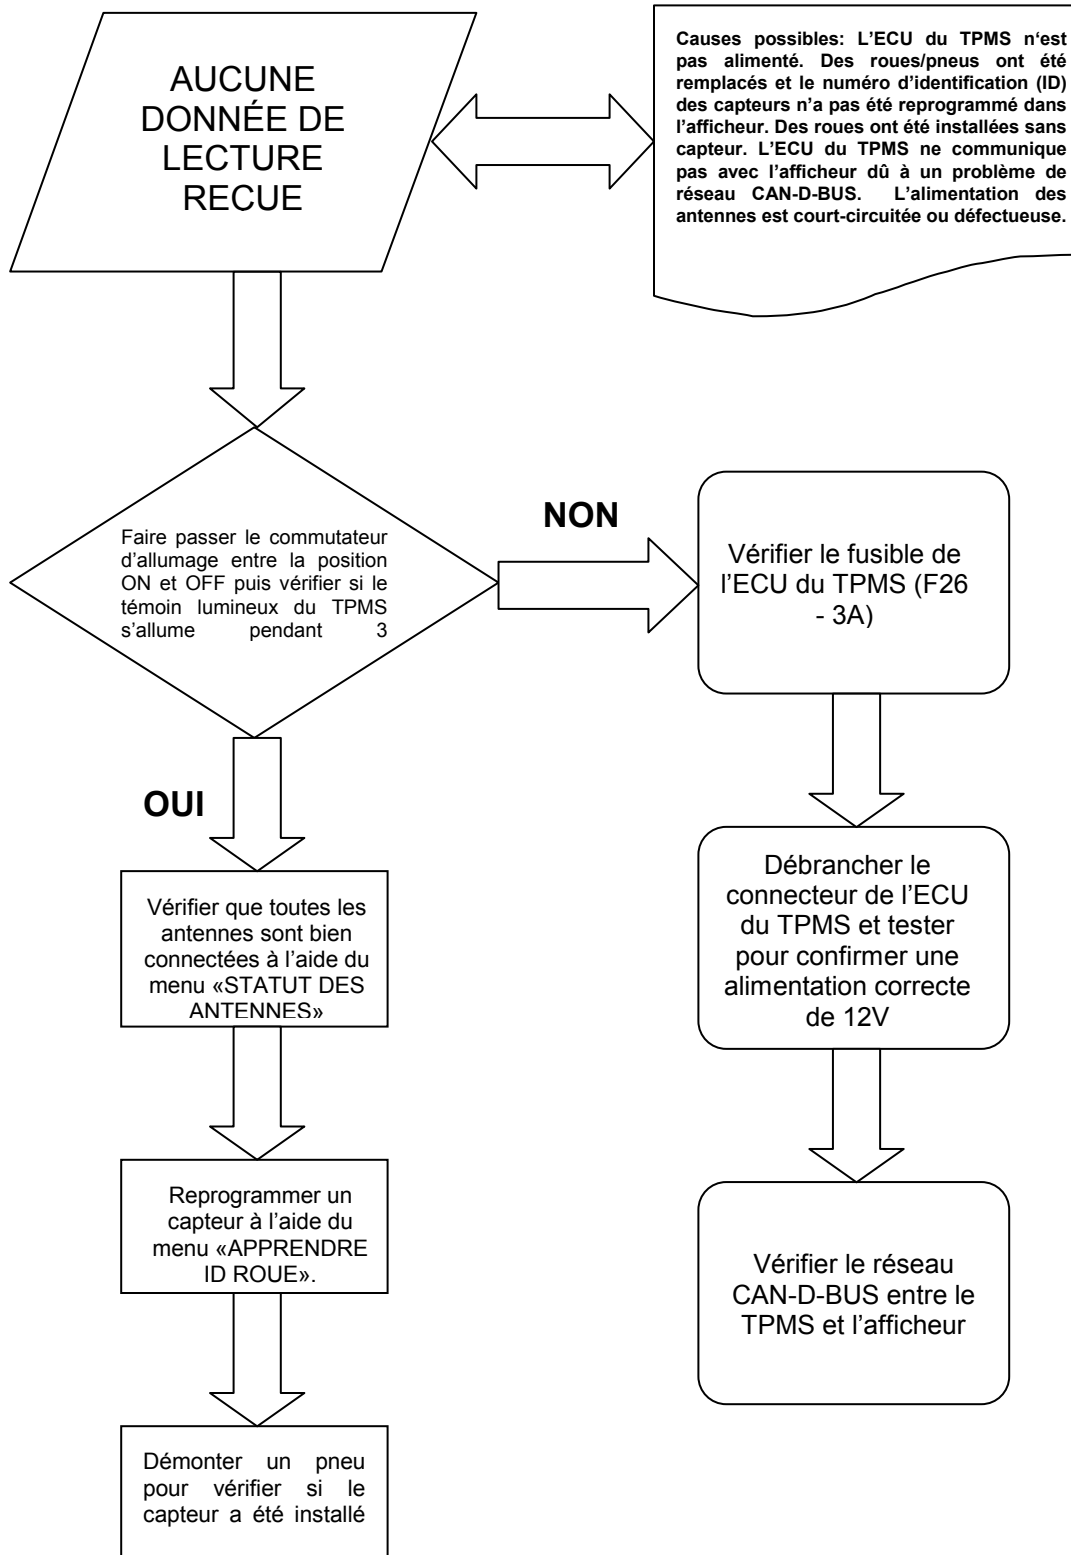 AUCUNE
DONNÉE DE
LECTURE
RECUE
Causes possibles: L'ECU du TPMS n‘est
pas alimenté. Des roues/pneus ont été
remplacés et le numéro d’identification (ID)
des capteurs n’a pas été reprogrammé dans
l’afficheur. Des roues ont été installées sans
capteur. L’ECU du TPMS ne communique
pas avec l’afficheur dû à un problème de
réseau CAN-D-BUS. L’alimentation des
antennes est court-circuitée ou défectueuse.
Faire passer le commutateur
d’allumage entre la position
ON et OFF puis vérifier si le
témoin lumineux du TPMS
s’allume pendant 3
NON
Vérifier le fusible de
l’ECU du TPMS (F26
- 3A)
OUI
Vérifier que toutes les
antennes sont bien
connectées à l’aide du
menu «STATUT DES
ANTENNES»
Débrancher le
connecteur de l’ECU
du TPMS et tester
pour confirmer une
alimentation correcte
de 12V
Reprogrammer un
capteur à l’aide du
menu «APPRENDRE
ID ROUE».
Vérifier le réseau
CAN-D-BUS entre le
TPMS et l’afficheur
Démonter un pneu
pour vérifier si le
capteur a été installé